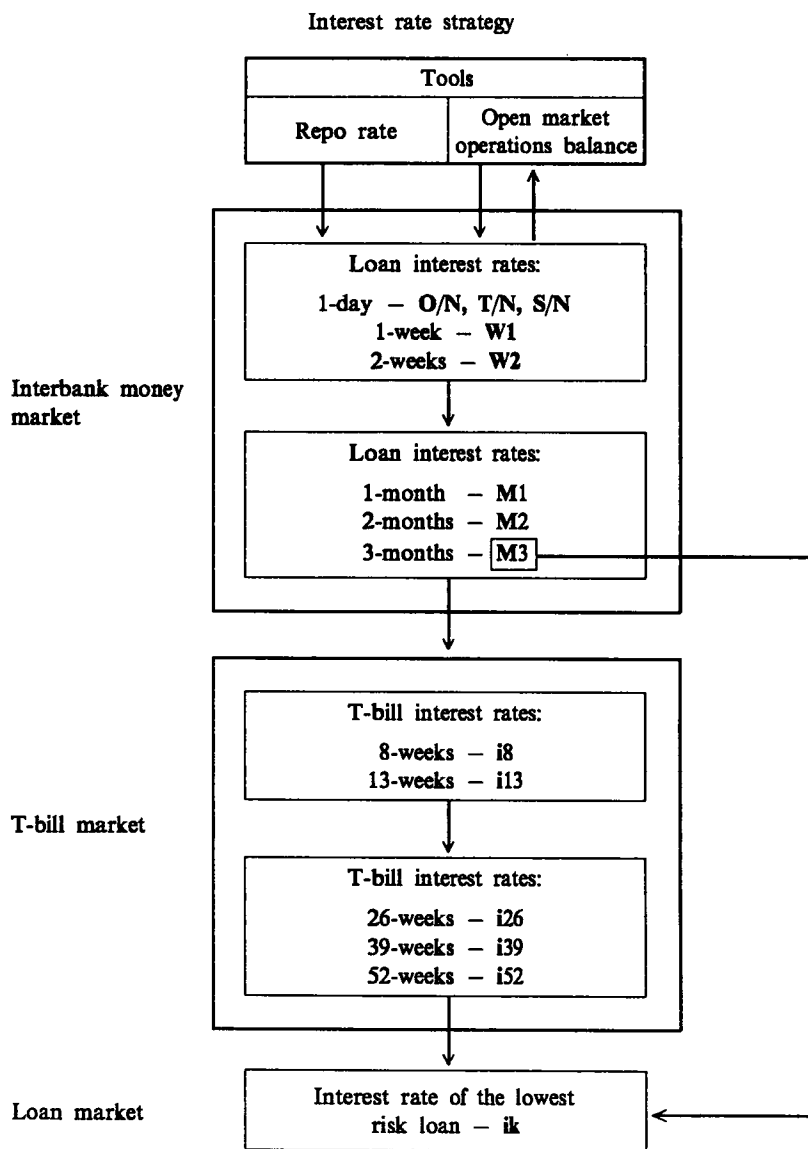 Interest rate strategy
Tools
Repo rate
Open market
operations balance
Interbank money
market
Loan interest rates:
1-day – O/N, T/N, S/N
1-week – W1
2-weeks – W2
Loan interest rates:
1-month – M1
2-months – M2
3-months – M3
T-bill market
T-bill interest rates:
8-weeks – i8
13-weeks – i13
T-bill interest rates:
26-weeks – i26
39-weeks – i39
52-weeks – i52
Loan market
Interest rate of the lowest
risk loan – ik